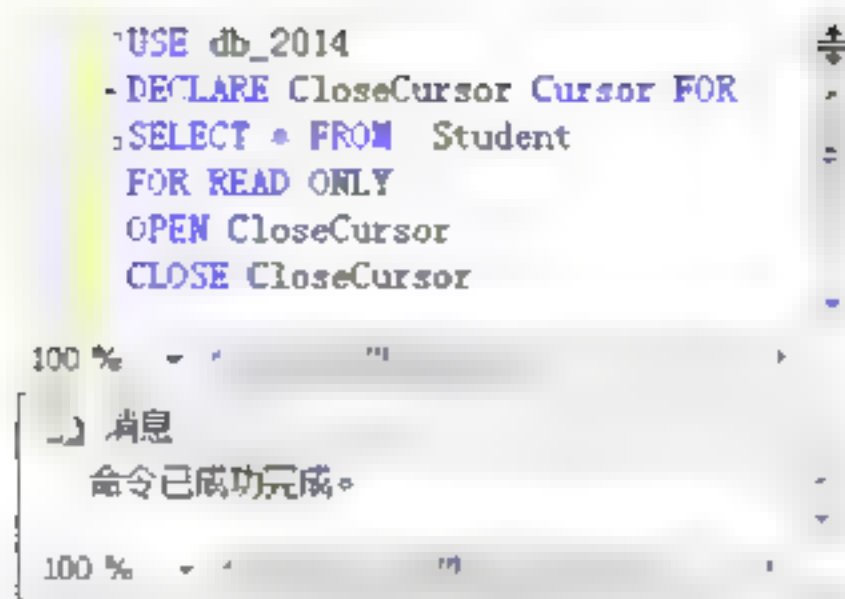 USE db_2014
DECLARE CloseCursor Cursor FOR
SELECT * FROM Student
FOR READ ONLY
OPEN CloseCursor
CLOSE CloseCursor
100 %
消息
命令已成功完成。
100 %